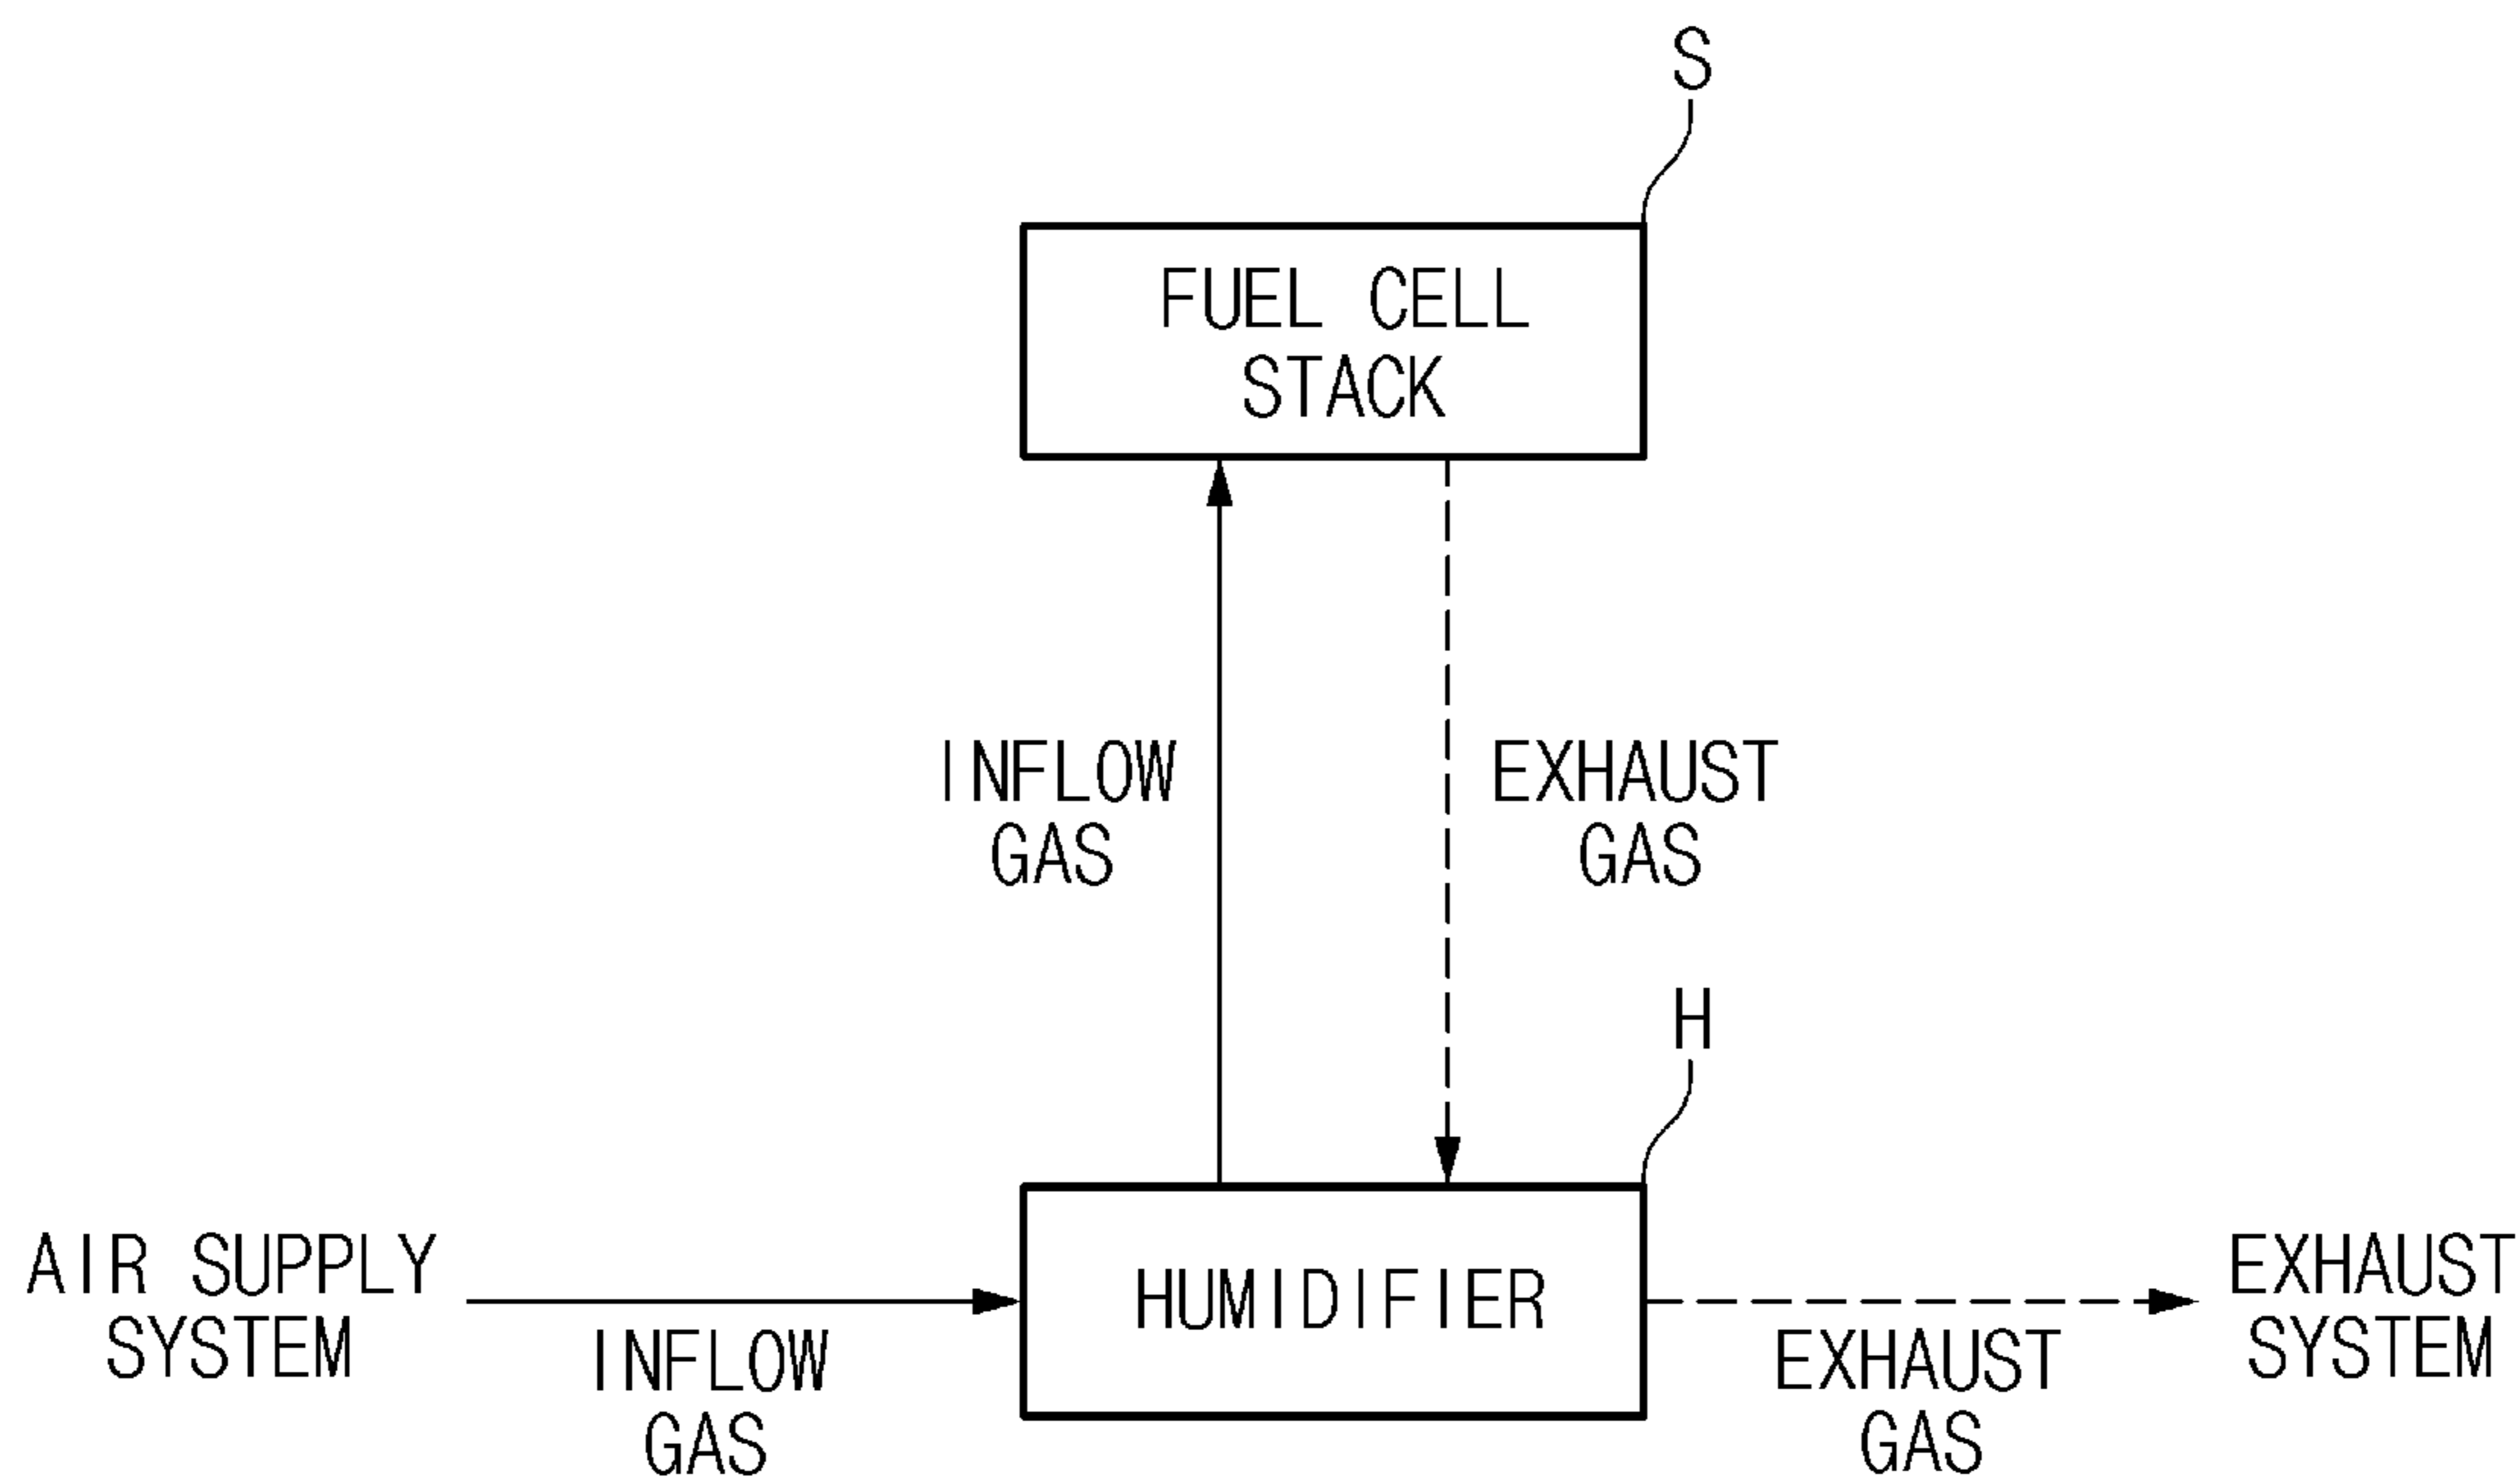 S
FUEL CELL
STACK
INFLOW
GAS
EXHAUST
GAS
H
AIR SUPPLY
SYSTEM
INFLOW
GAS
HUMIDIFIER
EXHAUST
GAS
EXHAUST
SYSTEM